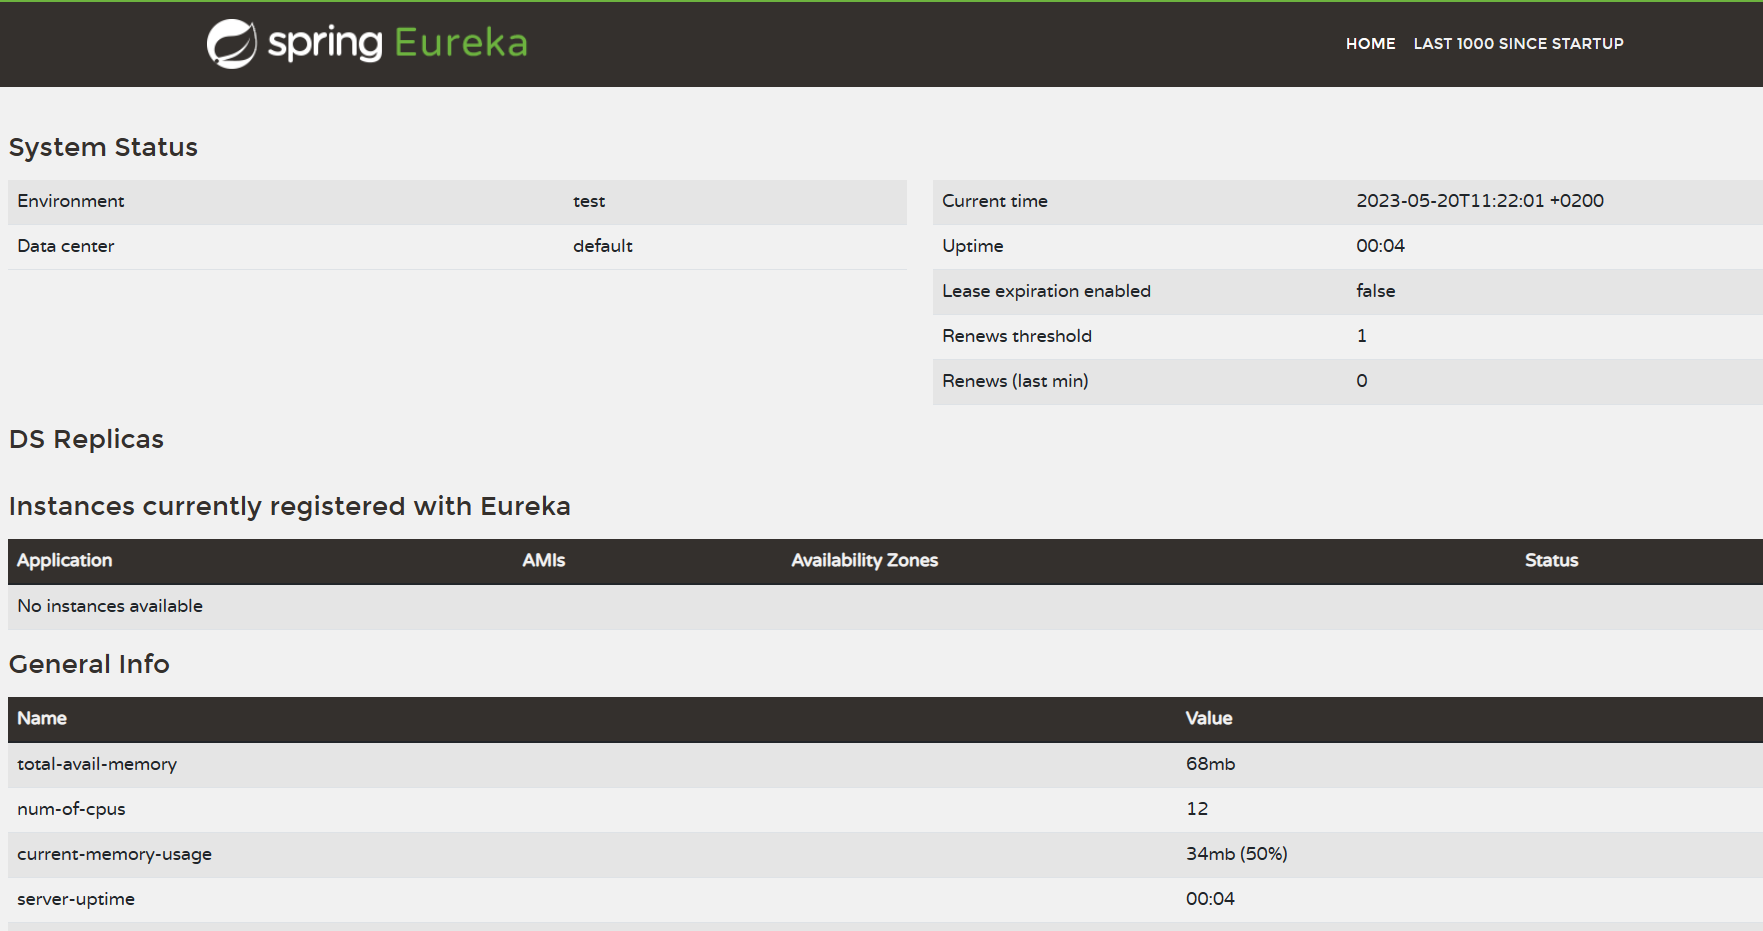 spring Eureka
HOME LAST 1000 SINCE STARTUP
System Status
Environment test
Data center default
Current time 2023-05-20T11:22:01 +0200
Uptime 00:04
Lease expiration enabled false
Renews threshold 1
Renews (last min) 0
DS Replicas
Instances currently registered with Eureka
Application AMIs Availability Zones Status
No instances available
General Info
Name Value
total-avail-memory 68mb
num-of-cpus 12
current-memory-usage 34mb (50%)
server-uptime 00:04